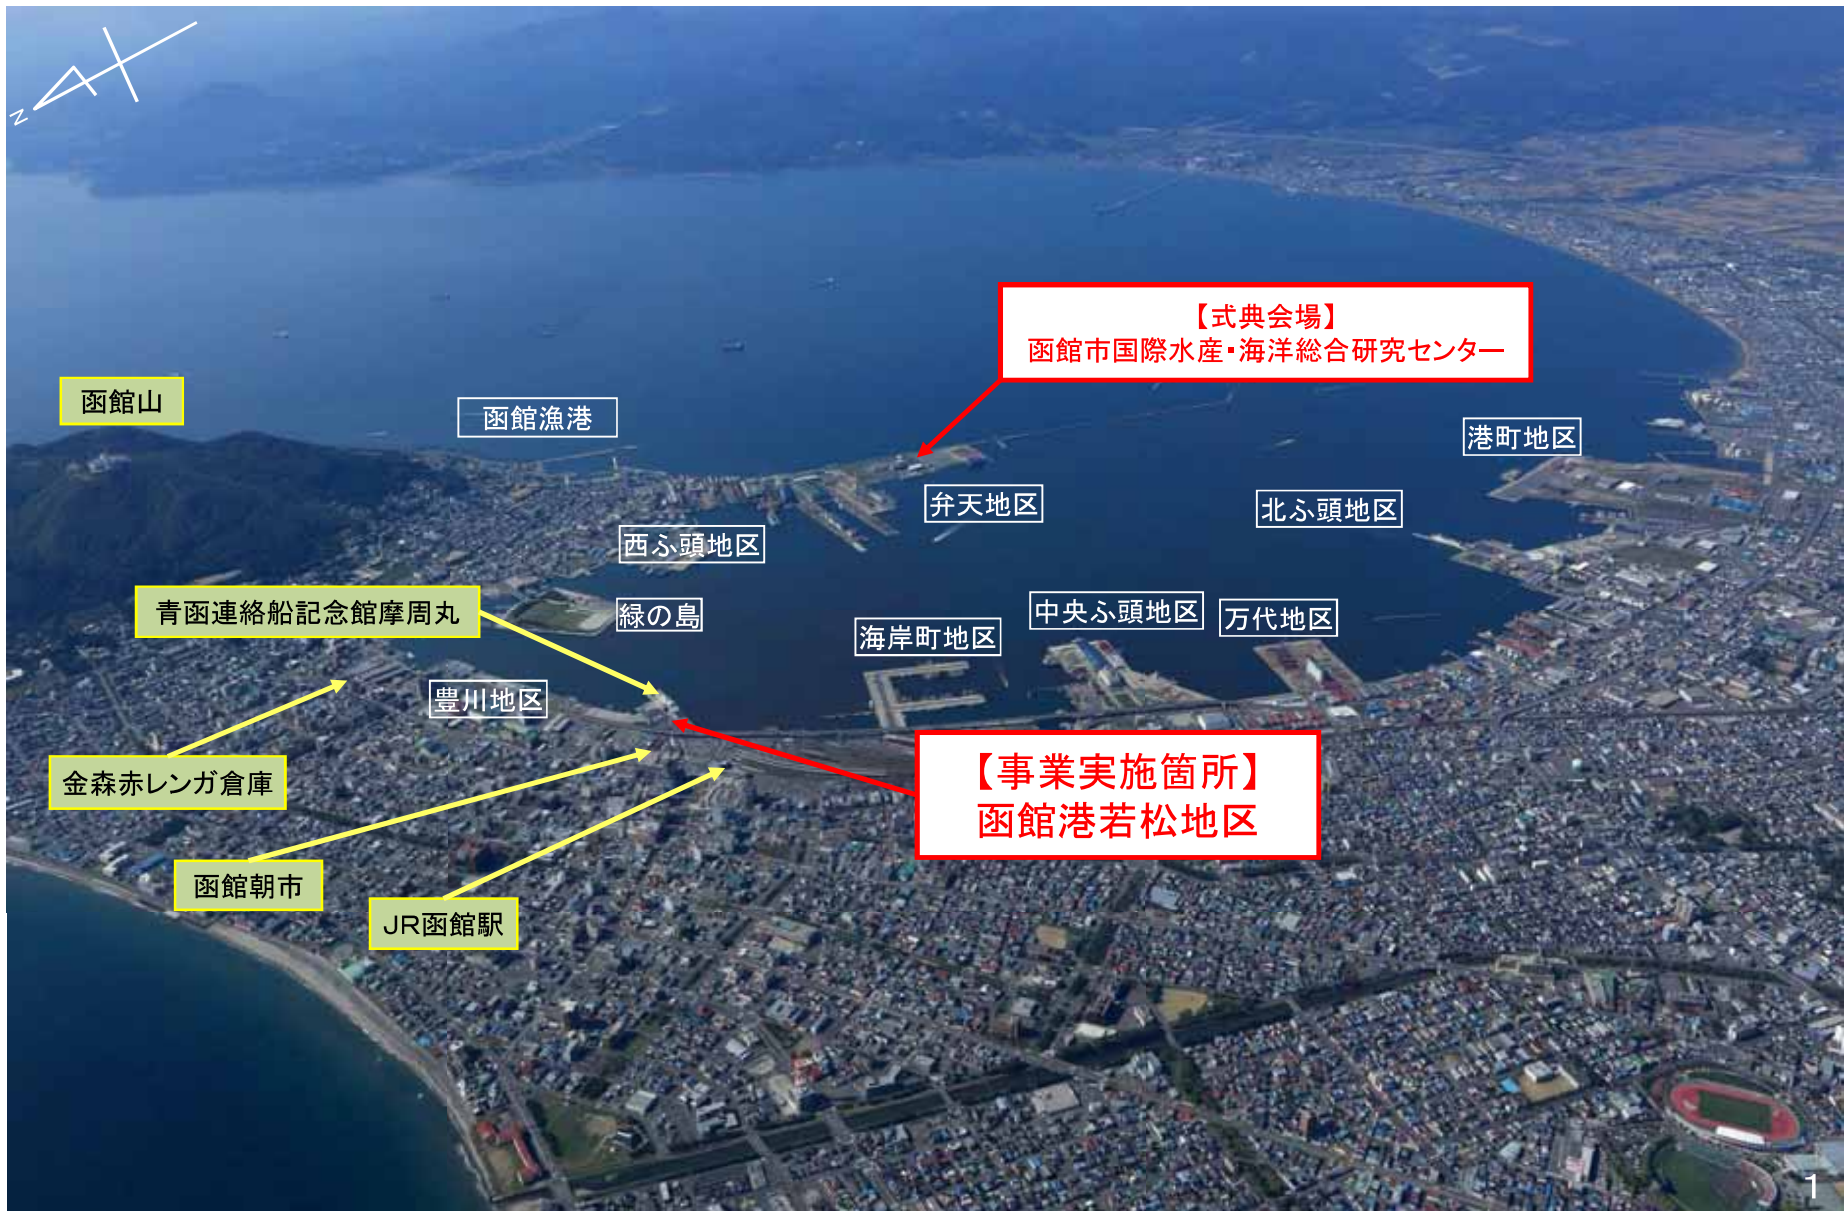 N
【式典会場】
函館市国際水産・海洋総合研究センター
函館山
函館漁港
港町地区
弁天地区
北ふ頭地区
西ふ頭地区
青函連絡船記念館摩周丸
緑の島
海岸町地区
中央ふ頭地区
万代地区
豊川地区
金森赤レンガ倉庫
【事業実施箇所】
函館港若松地区
函館朝市
JR函館駅
1